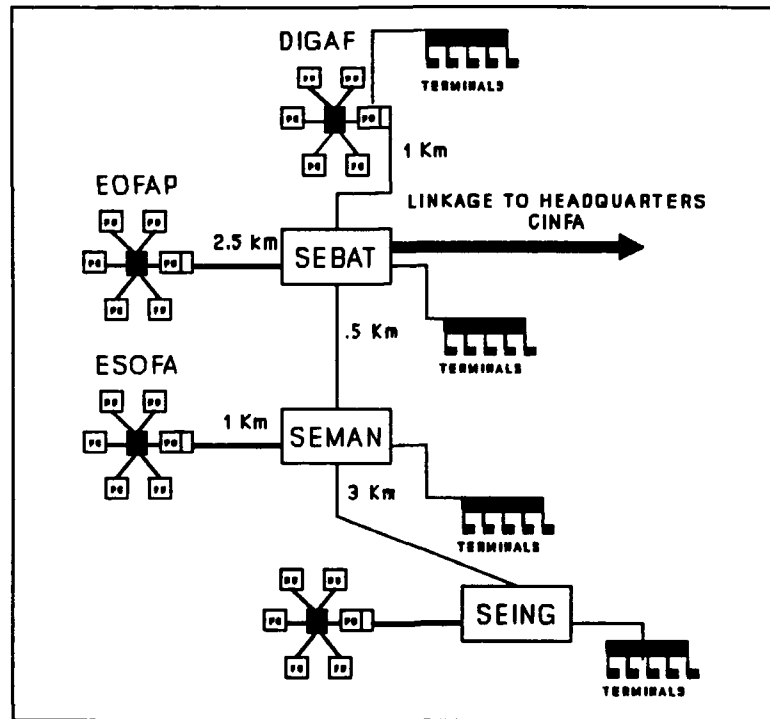 DIGAF
TERMINALS
1 Km
EOFAP
LINKAGE TO HEADQUARTERS
CINFA
2.5 km
SEBAT
TERMINALS
.5 Km
ESOFA
1 Km
SEMAN
3 Km
TERMINALS
SEING
TERMINALS